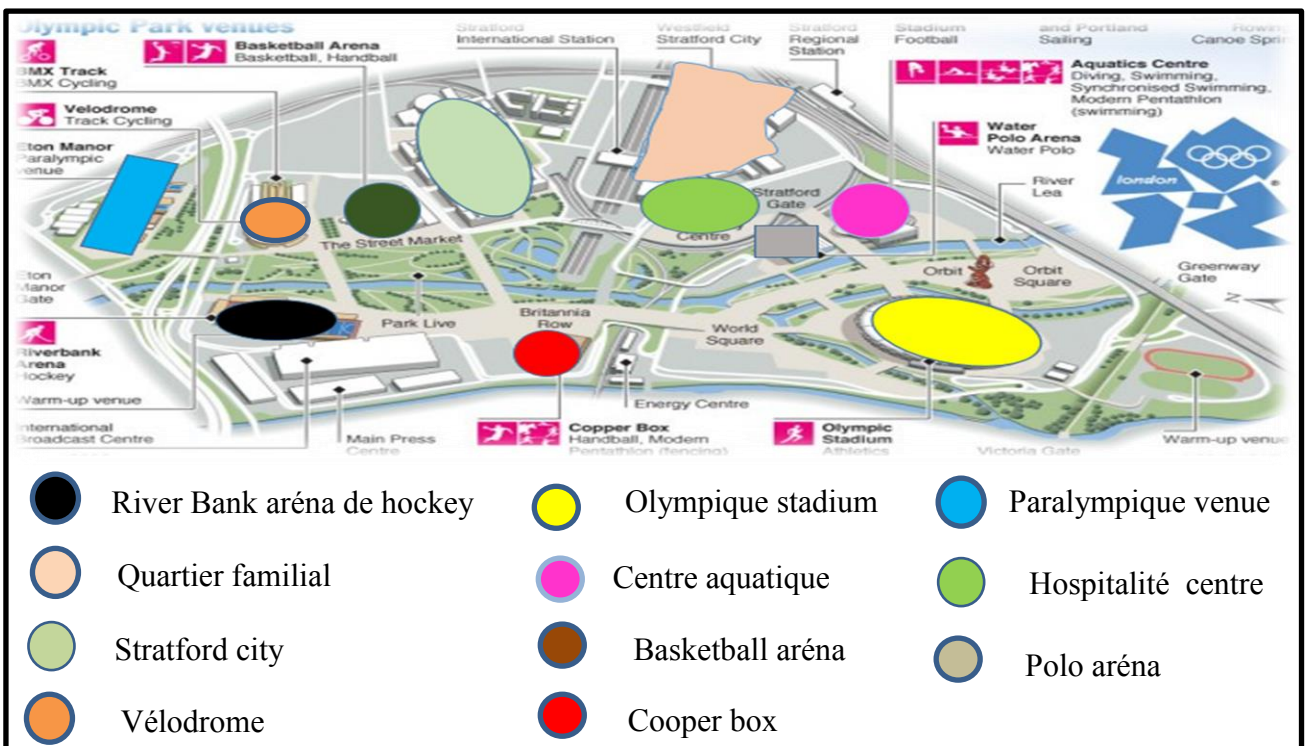 Olympic Park venues
BMX Track
BMX Cycling
Basketball Arena
Basketball, Handball
Stratford
International Station
Westfield
Stratford City
Stratford
Regional
Station
Stadium
Football
and Portland
Sailing
Rowing
Canoe Sprin
Velodrome
Track Cycling
Aquatics Centre
Diving, Swimming,
Synchronised Swimming,
Modern Pentathlon
(swimming)
Eton Manor
Paralympic
venue
Water
Polo Arena
Water Polo
london
River
Lea
Stratford
Gate
The Street Market
Centre
Eton
Manor
Gate
Orbit
Orbit
Square
Greenway
Gate
N
Park Live
Britannia
Row
World
Square
Riverbank
Arena
Hockey
Warm-up venue
Energy Centre
International
Broadcast Centre
Main Press
Centre
Copper Box
Handball, Modern
Pentathlon (fencing)
Olympic
Stadium
Athletics
Victoria Gate
Warm-up venue
River Bank aréna de hockey
Olympique stadium
Paralympique venue
Quartier familial
Centre aquatique
Hospitalité centre
Stratford city
Basketball aréna
Polo aréna
Vélodrome
Cooper box